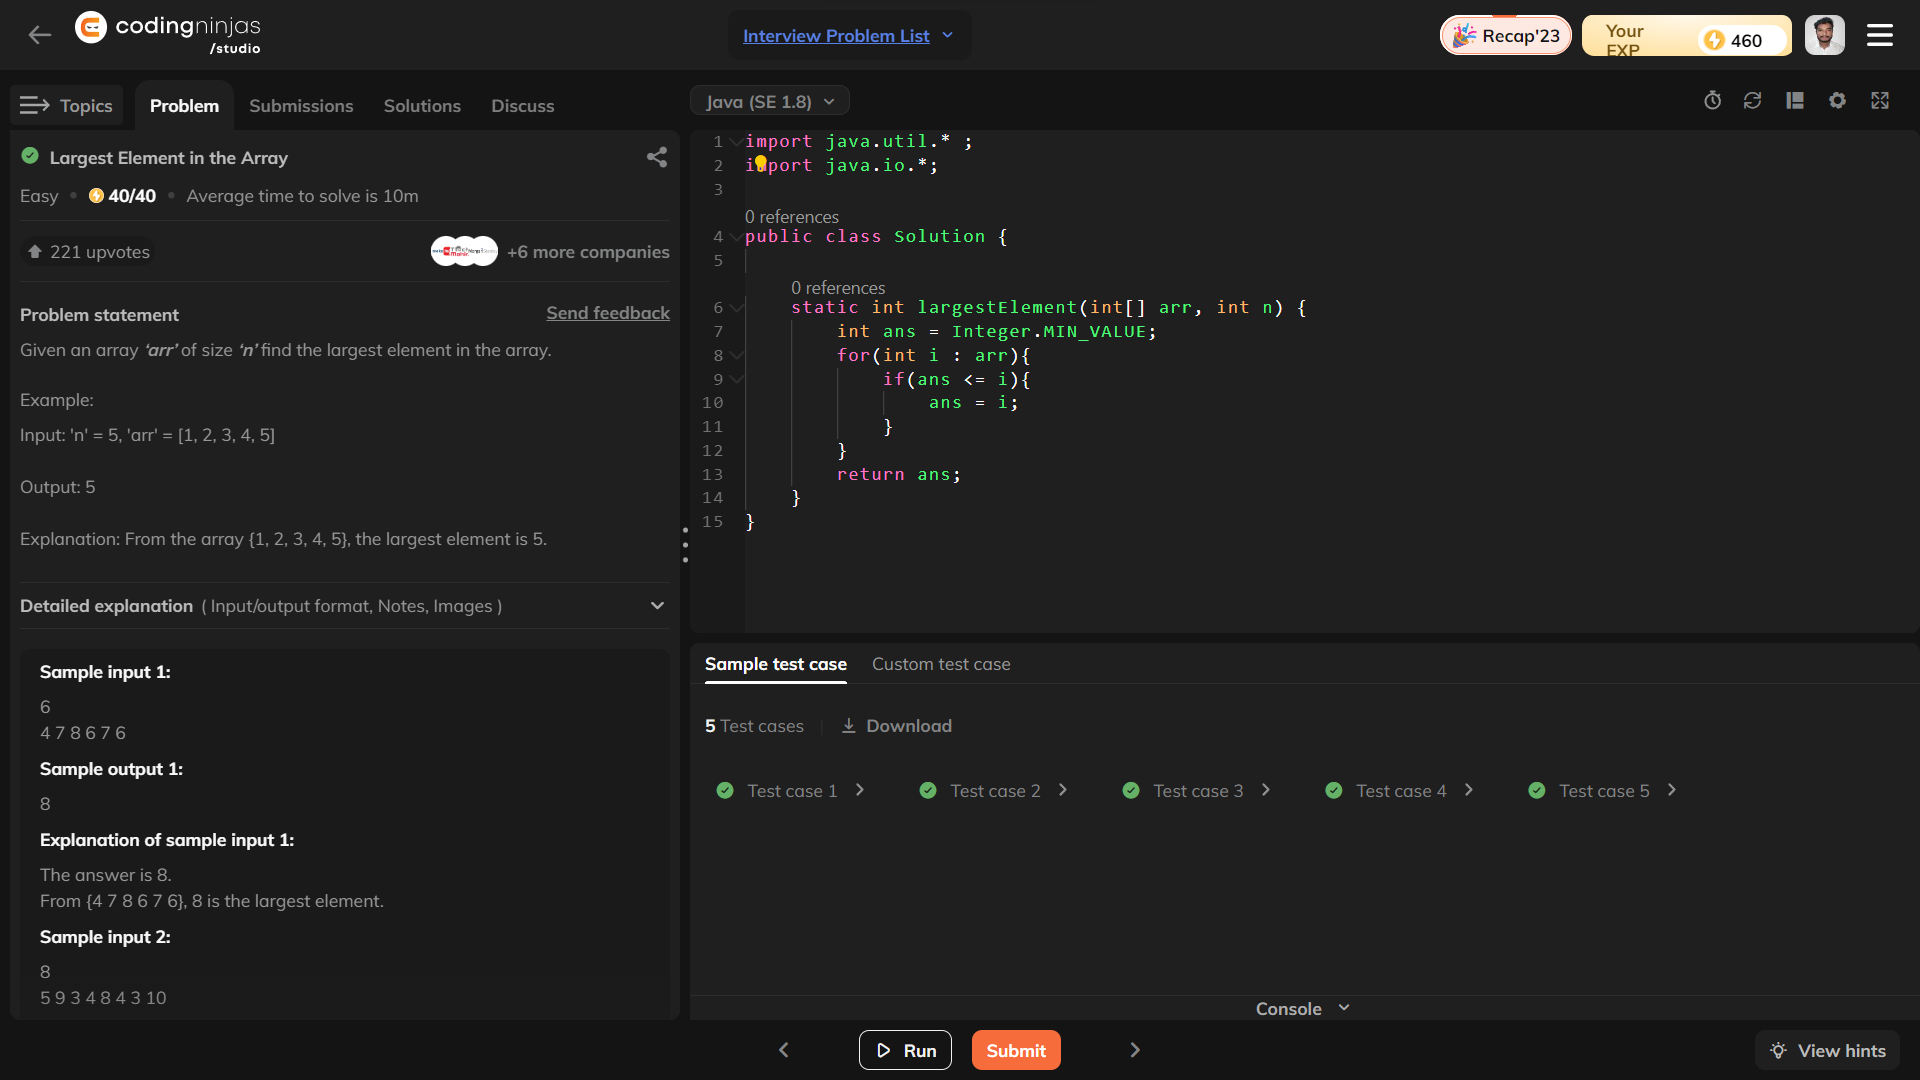 codingninjas
/studio
Interview Problem List
Recap'23
Your
EXP
460
Topics
Problem
Submissions
Solutions
Discuss
Java (SE 1.8)
Largest Element in the Array
Easy • 40/40 • Average time to solve is 10m
221 upvotes
+6 more companies
Problem statement
Send feedback
Given an array ‘arr’ of size ‘n’ find the largest element in the array.
Example:
Input: 'n' = 5, 'arr' = [1, 2, 3, 4, 5]
Output: 5
Explanation: From the array {1, 2, 3, 4, 5}, the largest element is 5.
Detailed explanation ( Input/output format, Notes, Images )
Sample input 1:
6
4 7 8 6 7 6
Sample output 1:
8
Explanation of sample input 1:
The answer is 8.
From {4 7 8 6 7 6}, 8 is the largest element.
Sample input 2:
8
5 9 3 4 8 4 3 10
1 import java.util.* ;
2 import java.io.*;
3
0 references
4 public class Solution {
5
0 references
6 static int largestElement(int[] arr, int n) {
7 int ans = Integer.MIN_VALUE;
8 for(int i : arr){
9 if(ans <= i){
10 ans = i;
11 }
12 }
13 return ans;
14 }
15 }
Sample test case
Custom test case
5 Test cases
Download
Test case 1
Test case 2
Test case 3
Test case 4
Test case 5
Console
Run
Submit
View hints